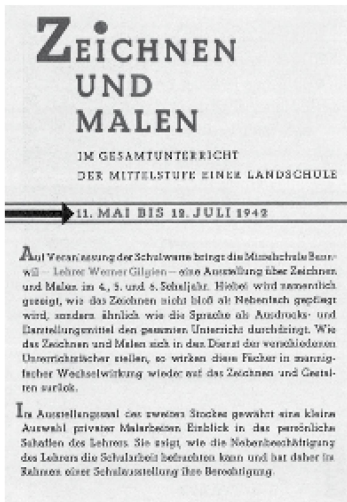 ZEICHNEN
UND
MALEN
IM GESAMTUNTERRICHT
DER MITTELSTUFE EINER LANDSCHULE
11. MAI BIS 12. JULI 1942
Auf Veranlassung der Schulwarte bringt die Mittelschule Bann-
wil – Lehrer Werner Gilgien – eine Ausstellung über Zeichnen
und Malen im 4., 5. und 6. Schuljahr. Hiebei wird namentlich
gezeigt, wie das Zeichnen nicht bloß als Nebenfach gepflegt
wird, sondern ähnlich wie die Sprache als Ausdrucks- und
Darstellungsmittel den gesamten Unterricht durchdringt. Wie
das Zeichnen und Malen sich in den Dienst der verschiedenen
Unterrichtsfächer stellen, so wirken diese Fächer in mannig-
facher Wechselwirkung wieder auf das Zeichnen und Gestal-
ten zurück.
Im Ausstellungssaal des zweiten Stockes gewährt eine kleine
Auswahl privater Malarbeiten Einblick in das persönliche
Schaffen des Lehrers. Sie zeigt, wie die Nebenbeschäftigung
des Lehrers die Schularbeit befruchten kann und hat daher im
Rahmen einer Schulausstellung ihre Berechtigung.